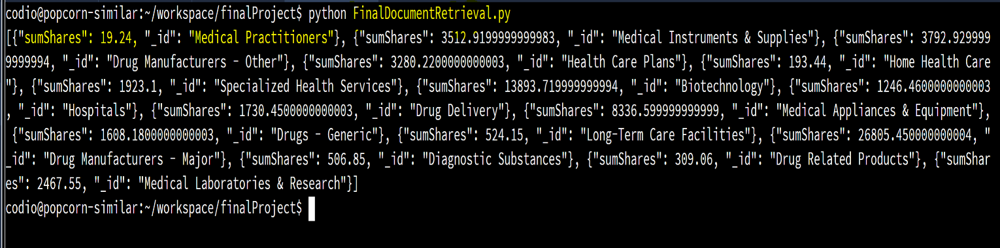 codio@popcorn-similar:~/workspace/finalProject$ python FinalDocumentRetrieval.py
[{"sumShares": 19.24, "_id": "Medical Practitioners"}, {"sumShares": 3512.9199999999983, "_id": "Medical Instruments & Supplies"}, {"sumShares": 3792.929999
9999994, "_id": "Drug Manufacturers - Other"}, {"sumShares": 3280.2200000000003, "_id": "Health Care Plans"}, {"sumShares": 193.44, "_id": "Home Health Care
"}, {"sumShares": 1923.1, "_id": "Specialized Health Services"}, {"sumShares": 13893.719999999994, "_id": "Biotechnology"}, {"sumShares": 1246.4600000000003
, "_id": "Hospitals"}, {"sumShares": 1730.4500000000003, "_id": "Drug Delivery"}, {"sumShares": 8336.599999999999, "_id": "Medical Appliances & Equipment"},
{"sumShares": 1608.1800000000003, "_id": "Drugs - Generic"}, {"sumShares": 524.15, "_id": "Long-Term Care Facilities"}, {"sumShares": 26805.450000000004, "
_id": "Drug Manufacturers - Major"}, {"sumShares": 506.85, "_id": "Diagnostic Substances"}, {"sumShares": 309.06, "_id": "Drug Related Products"}, {"sumShar
es": 2467.55, "_id": "Medical Laboratories & Research"}]
codio@popcorn-similar:~/workspace/finalProject$